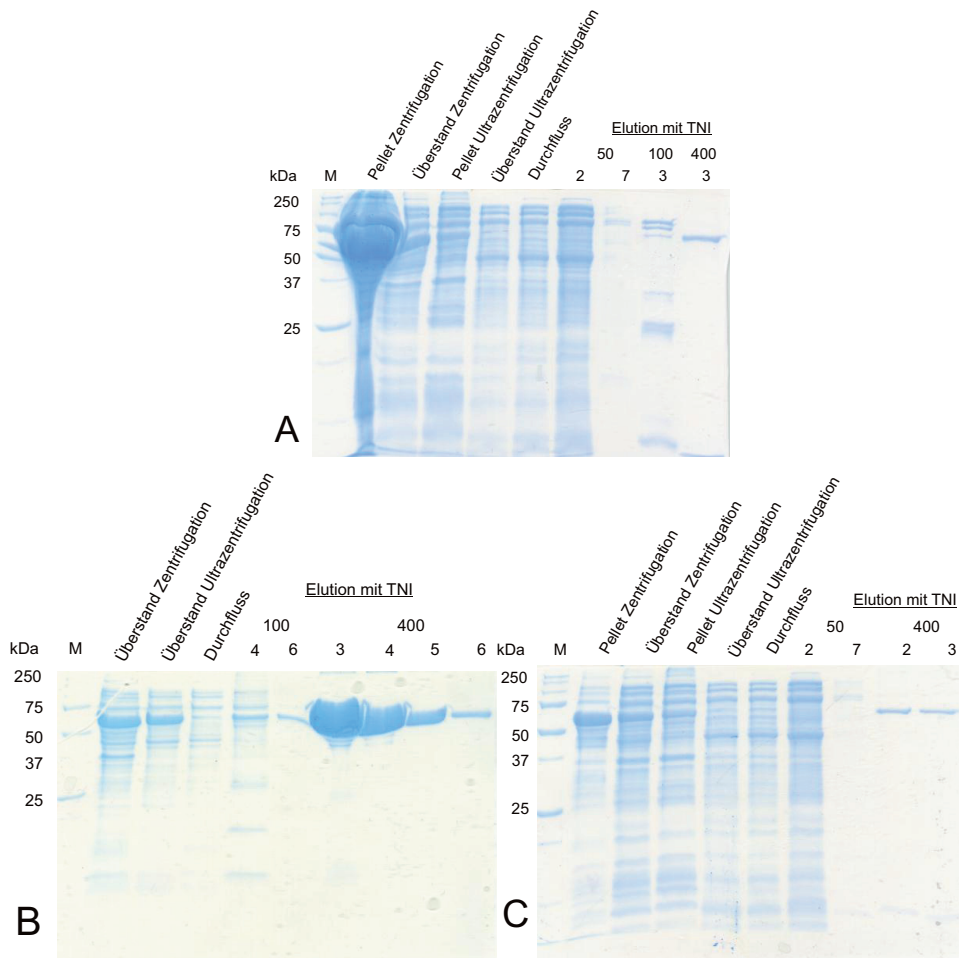 Pellet Zentrifugation
Überstand Zentrifugation
Pellet Ultrazentrifugation
Überstand Ultrazentrifugation
Durchfluss
Elution mit TNI
50 100 400
kDa M 2 7 3 3
250
75
50
37
25
A
Überstand Zentrifugation
Überstand Ultrazentrifugation
Durchfluss
Elution mit TNI
100 400
kDa M 4 6 3 4 5 6
250
75
50
37
25
B
Pellet Zentrifugation
Überstand Zentrifugation
Pellet Ultrazentrifugation
Überstand Ultrazentrifugation
Durchfluss
Elution mit TNI
50 400
kDa M 2 7 2 3
250
75
50
37
25
C